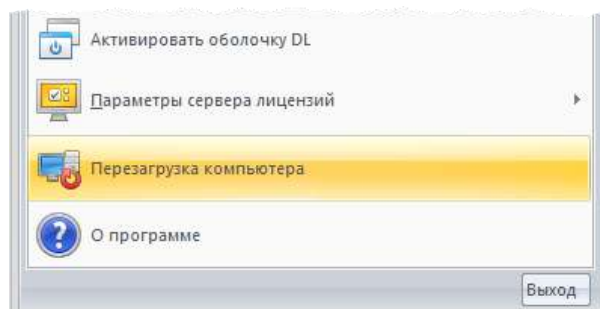 Активировать оболочку DL
Параметры сервера лицензий
Перезагрузка компьютера
О программе
Выход